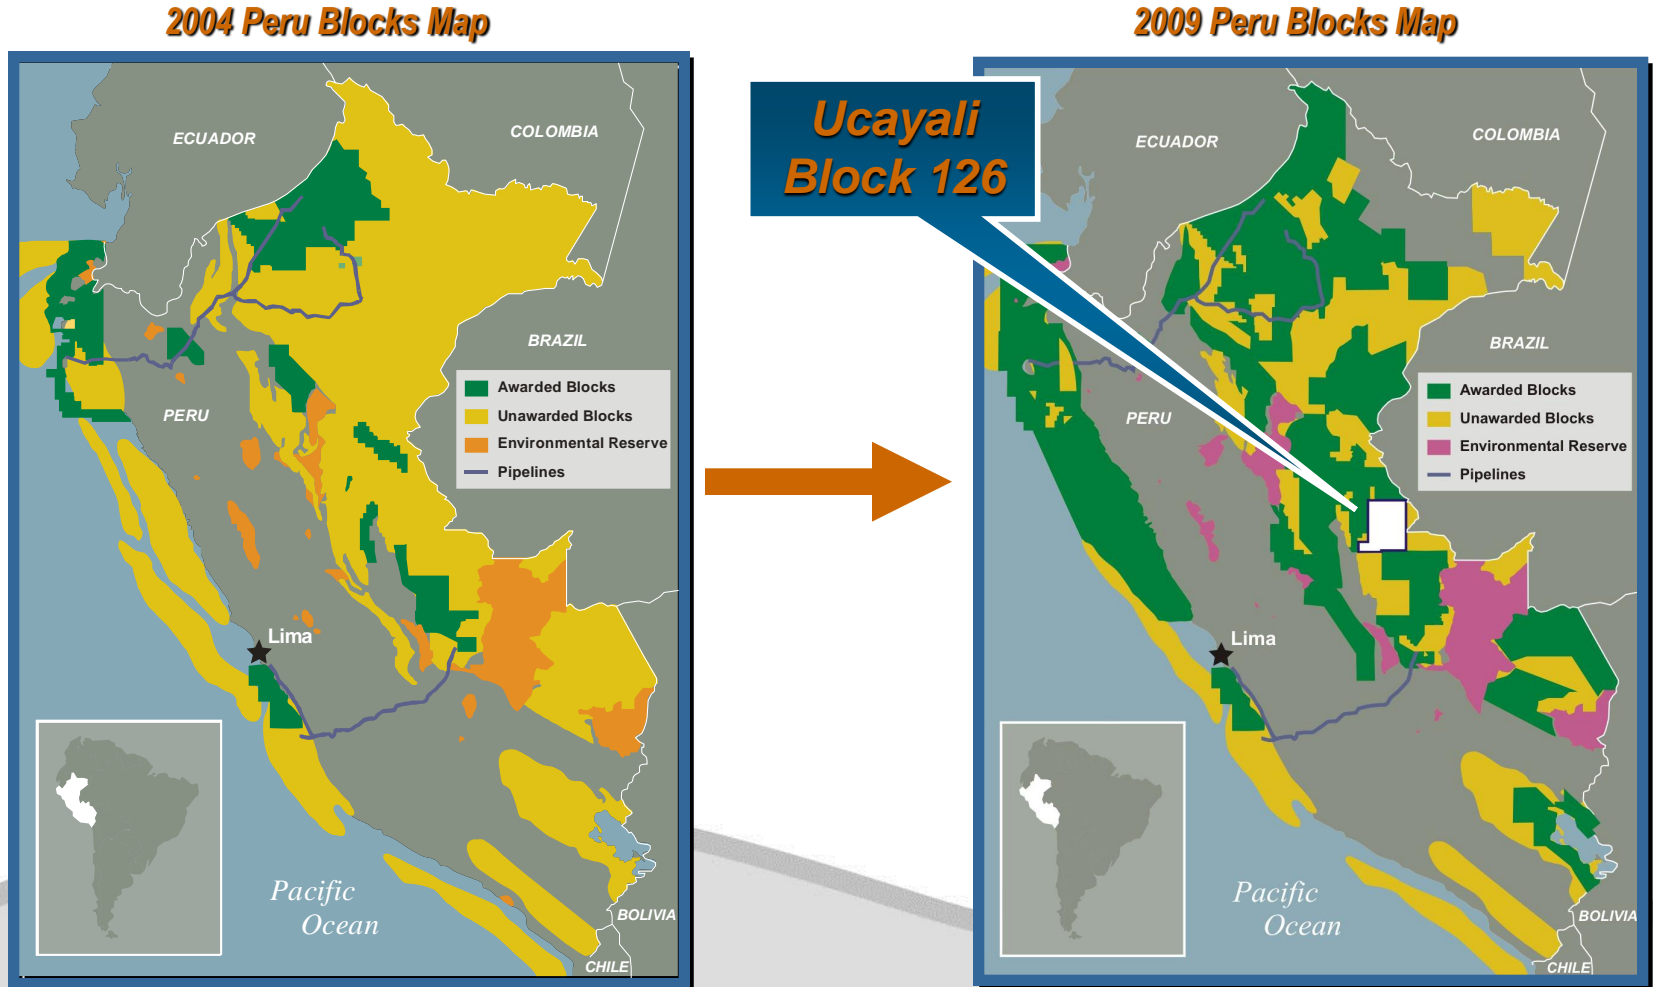 2004 Peru Blocks Map
ECUADOR
COLOMBIA
BRAZIL
PERU
Awarded Blocks
Unawarded Blocks
Environmental Reserve
Pipelines
Lima
Pacific
Ocean
BOLIVIA
CHILE
Ucayali
Block 126
2009 Peru Blocks Map
ECUADOR
COLOMBIA
BRAZIL
PERU
Awarded Blocks
Unawarded Blocks
Environmental Reserve
Pipelines
Lima
Pacific
Ocean
BOLIVIA
CHILE